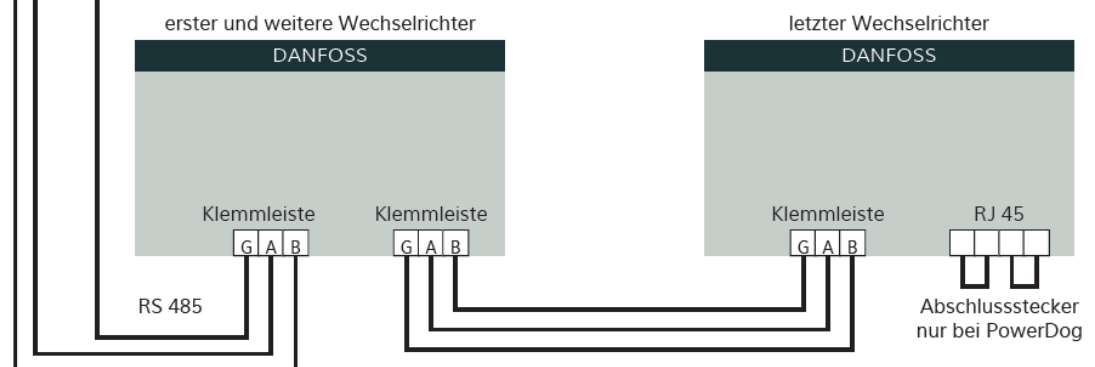 erster und weitere Wechselrichter
letzter Wechselrichter
DANFOSS
DANFOSS
Klemmleiste
Klemmleiste
Klemmleiste
RJ 45
G A B
G A B
G A B
RS 485
Abschlussstecker
nur bei PowerDog